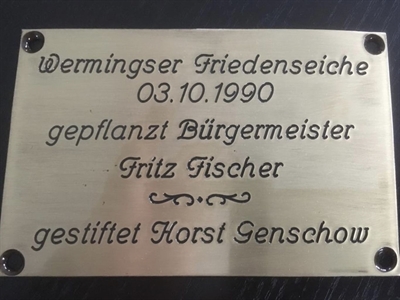 Wermingser Friedenseiche
03.10.1990
gepflanzt Bürgermeister
Fritz Fischer
gestiftet Horst Genschow